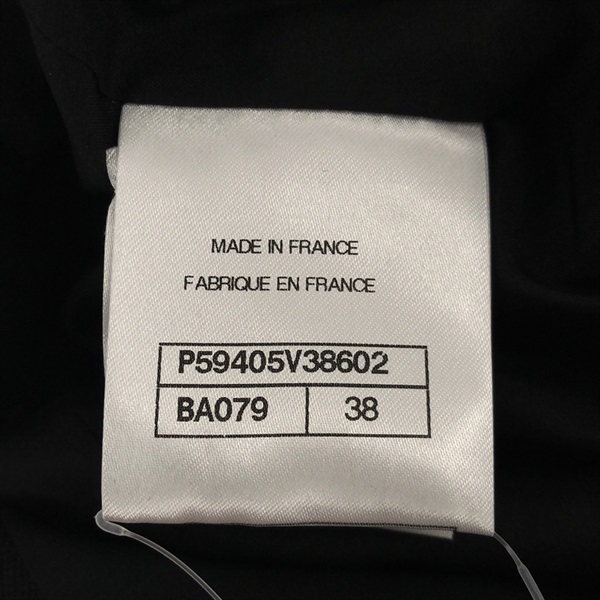 MADE IN FRANCE
FABRIQUE EN FRANCE
P59405V38602
BA079 38